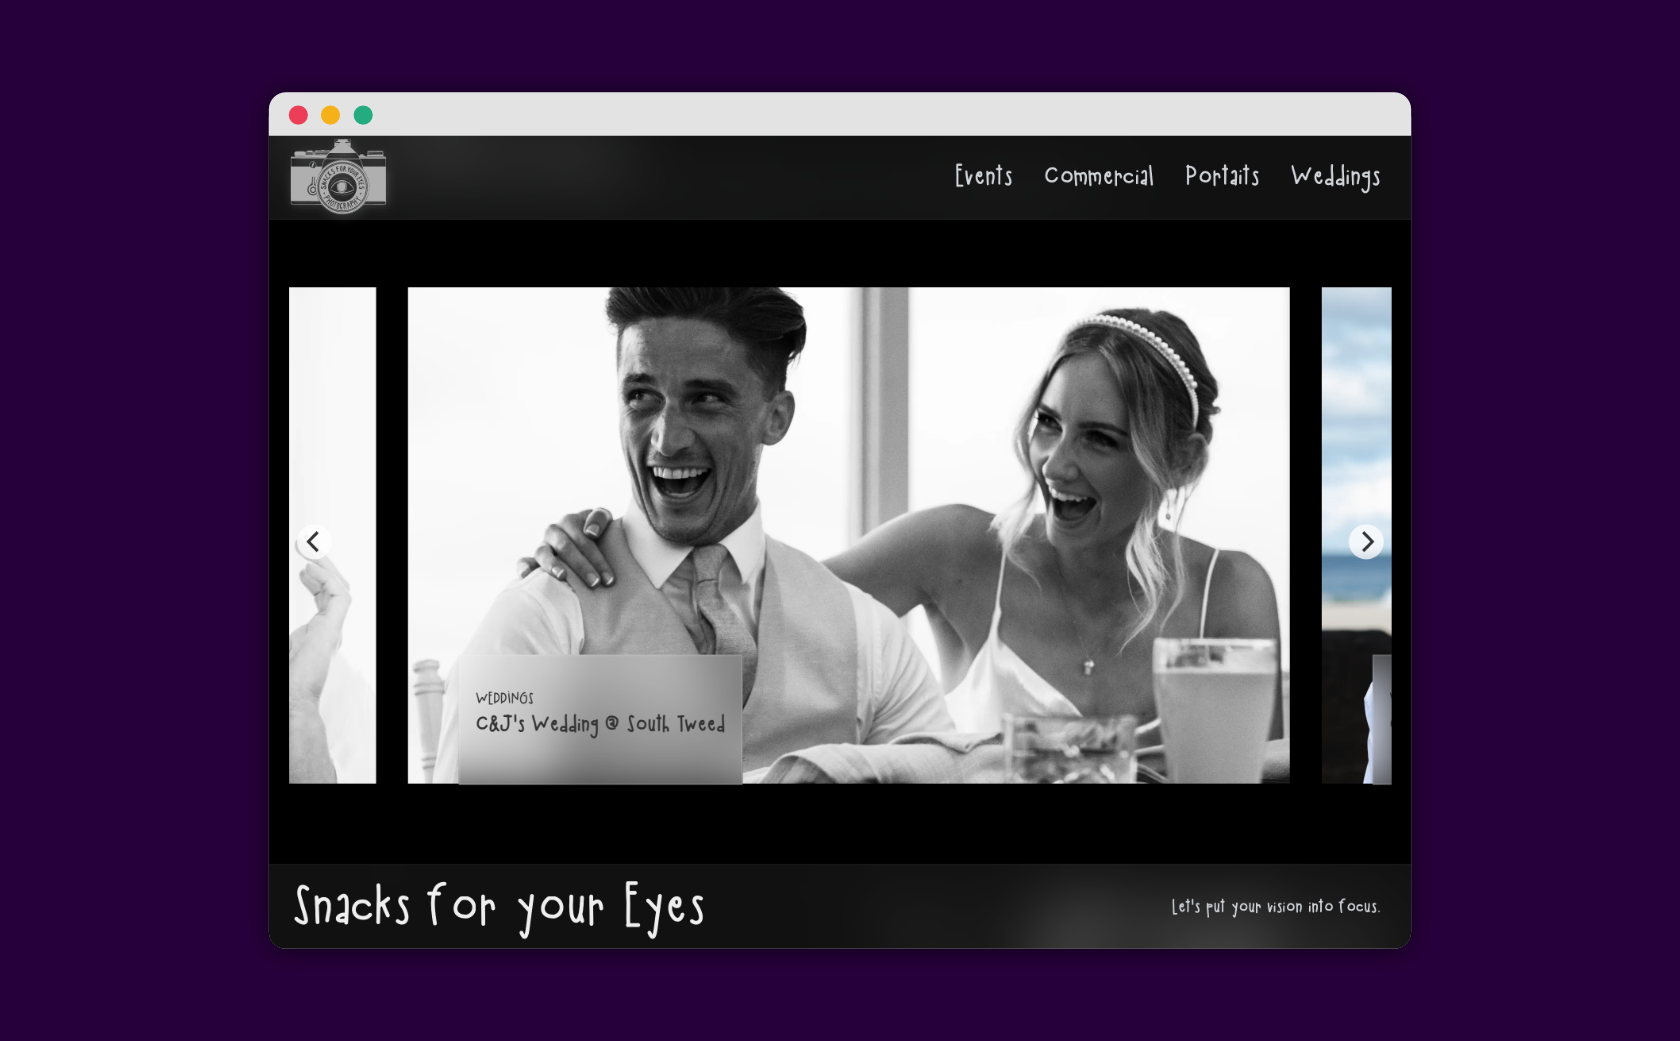 SNACKS FOR YOUR EYES
PHOTOGRAPHY
Events
Commercial
Portaits
Weddings
WEDDINGS
C&J's Wedding @ South Tweed
Snacks for your Eyes
Let's put your vision into focus.